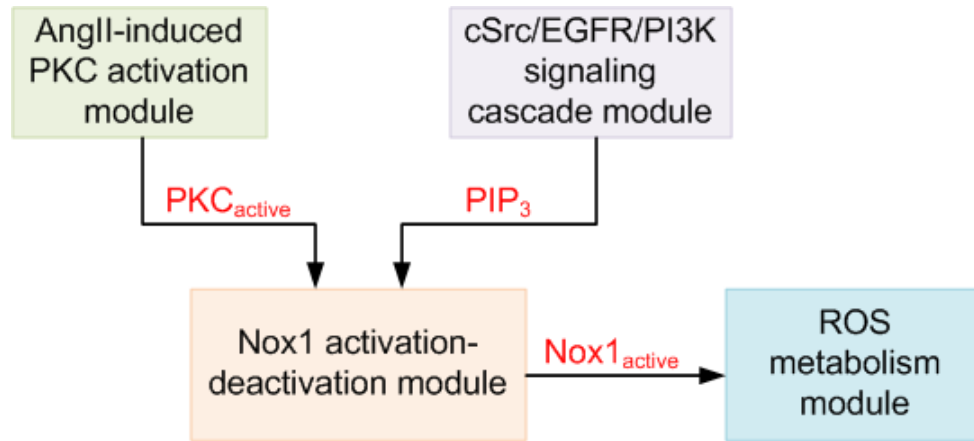 AngII-induced
PKC activation
module
cSrc/EGFR/PI3K
signaling
cascade module
PKCactive
PIP3
Nox1 activation-
deactivation module
Nox1active
ROS
metabolism
module